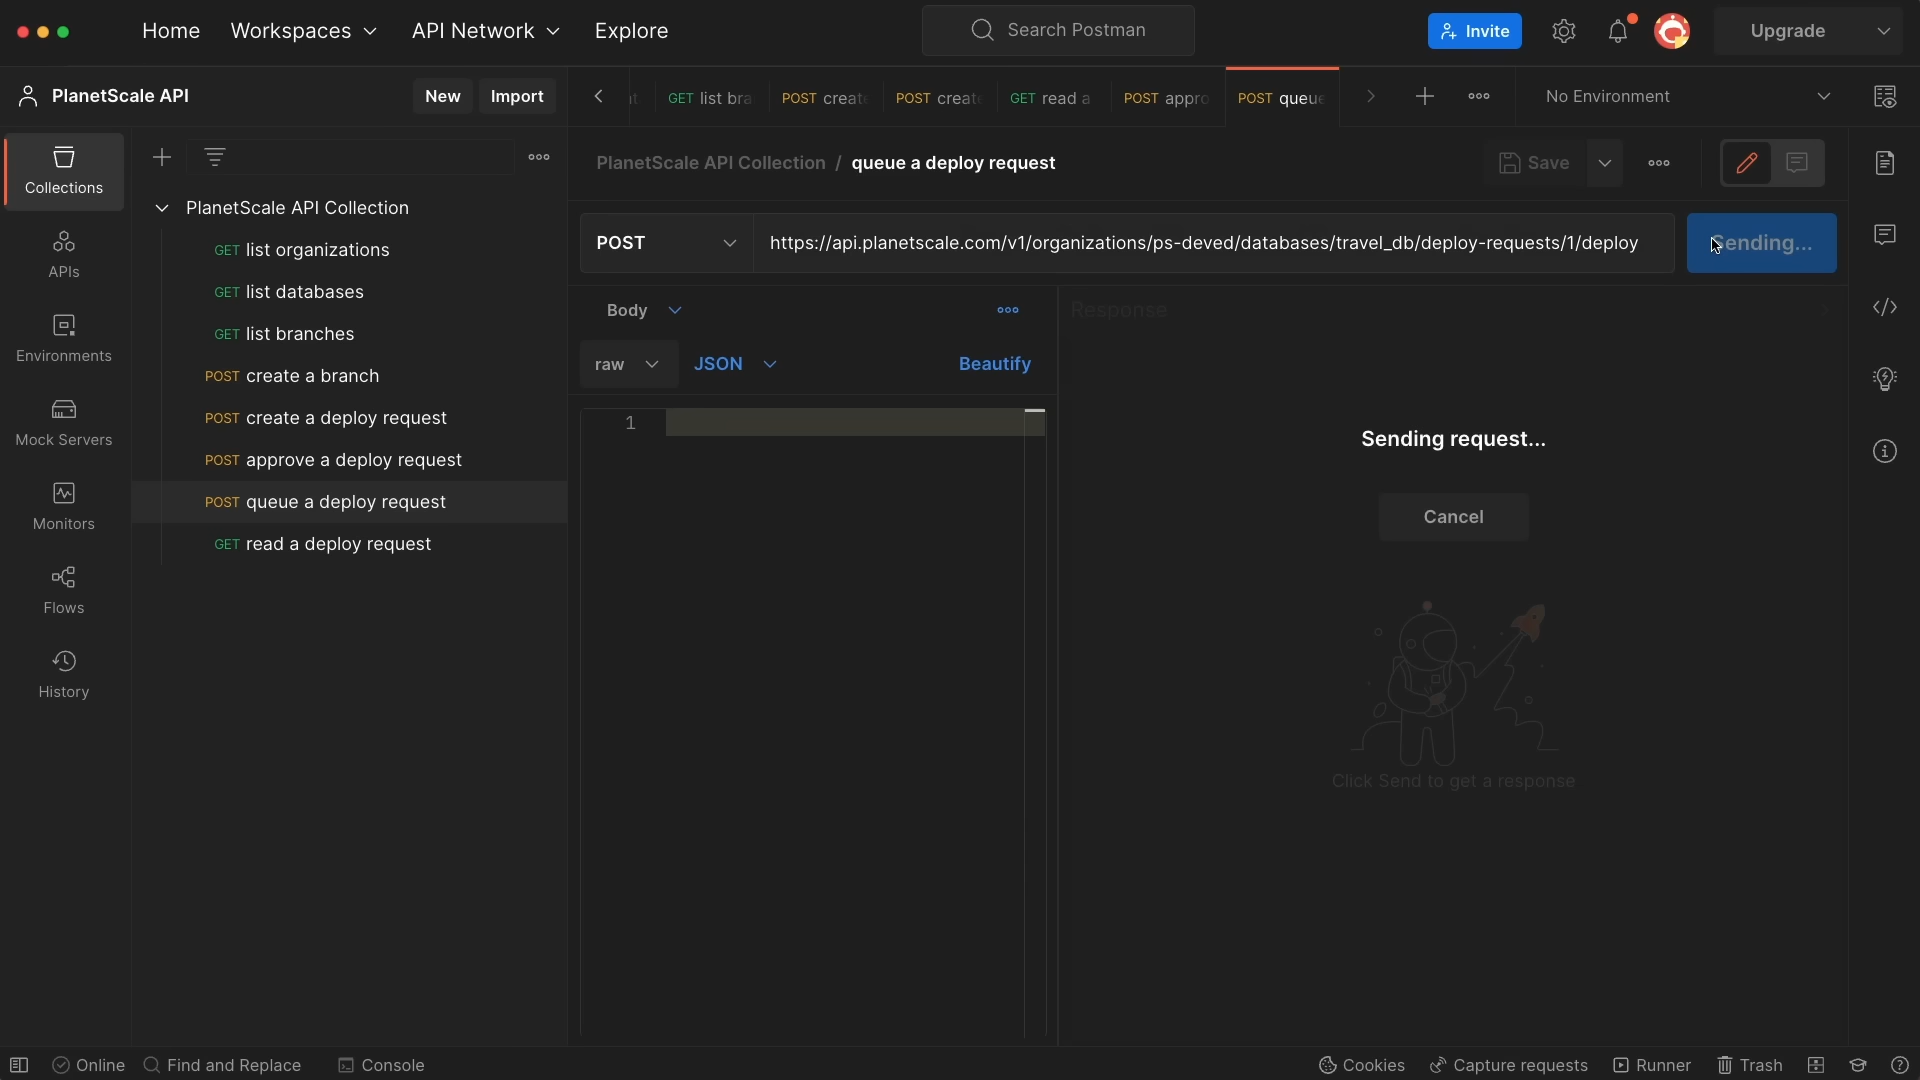 Home Workspaces API Network Explore Search Postman Invite Upgrade
PlanetScale API New Import
GET list bra POST create POST create GET read a POST appro POST queue No Environment
Collections
APIs
Environments
Mock Servers
Monitors
Flows
History
PlanetScale API Collection
GET list organizations
GET list databases
GET list branches
POST create a branch
POST create a deploy request
POST approve a deploy request
POST queue a deploy request
GET read a deploy request
PlanetScale API Collection / queue a deploy request Save
POST https://api.planetscale.com/v1/organizations/ps-deved/databases/travel_db/deploy-requests/1/deploy Sending...
Body
raw JSON Beautify
1
Response
Sending request...
Cancel
Click Send to get a response
Online Find and Replace Console Cookies Capture requests Runner Trash